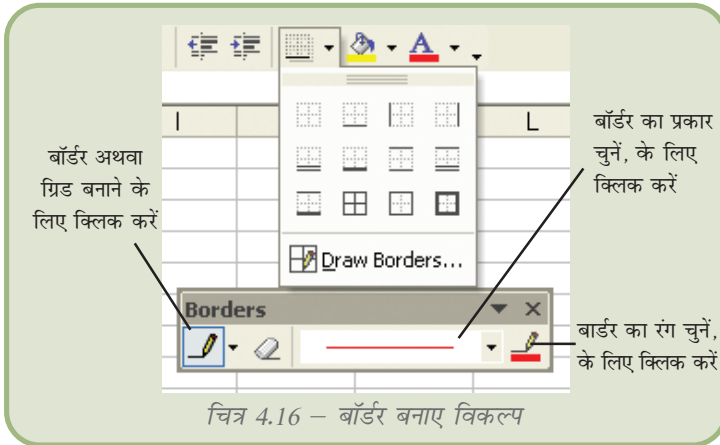 A
I
L
बॉर्डर अथवा
ग्रिड बनाने के
लिए क्लिक करें
बॉर्डर का प्रकार
चुनें, के लिए
क्लिक करें
Draw Borders...
Borders
बार्डर का रंग चुनें,
के लिए क्लिक करें
चित्र 4.16 – बॉर्डर बनाए विकल्प